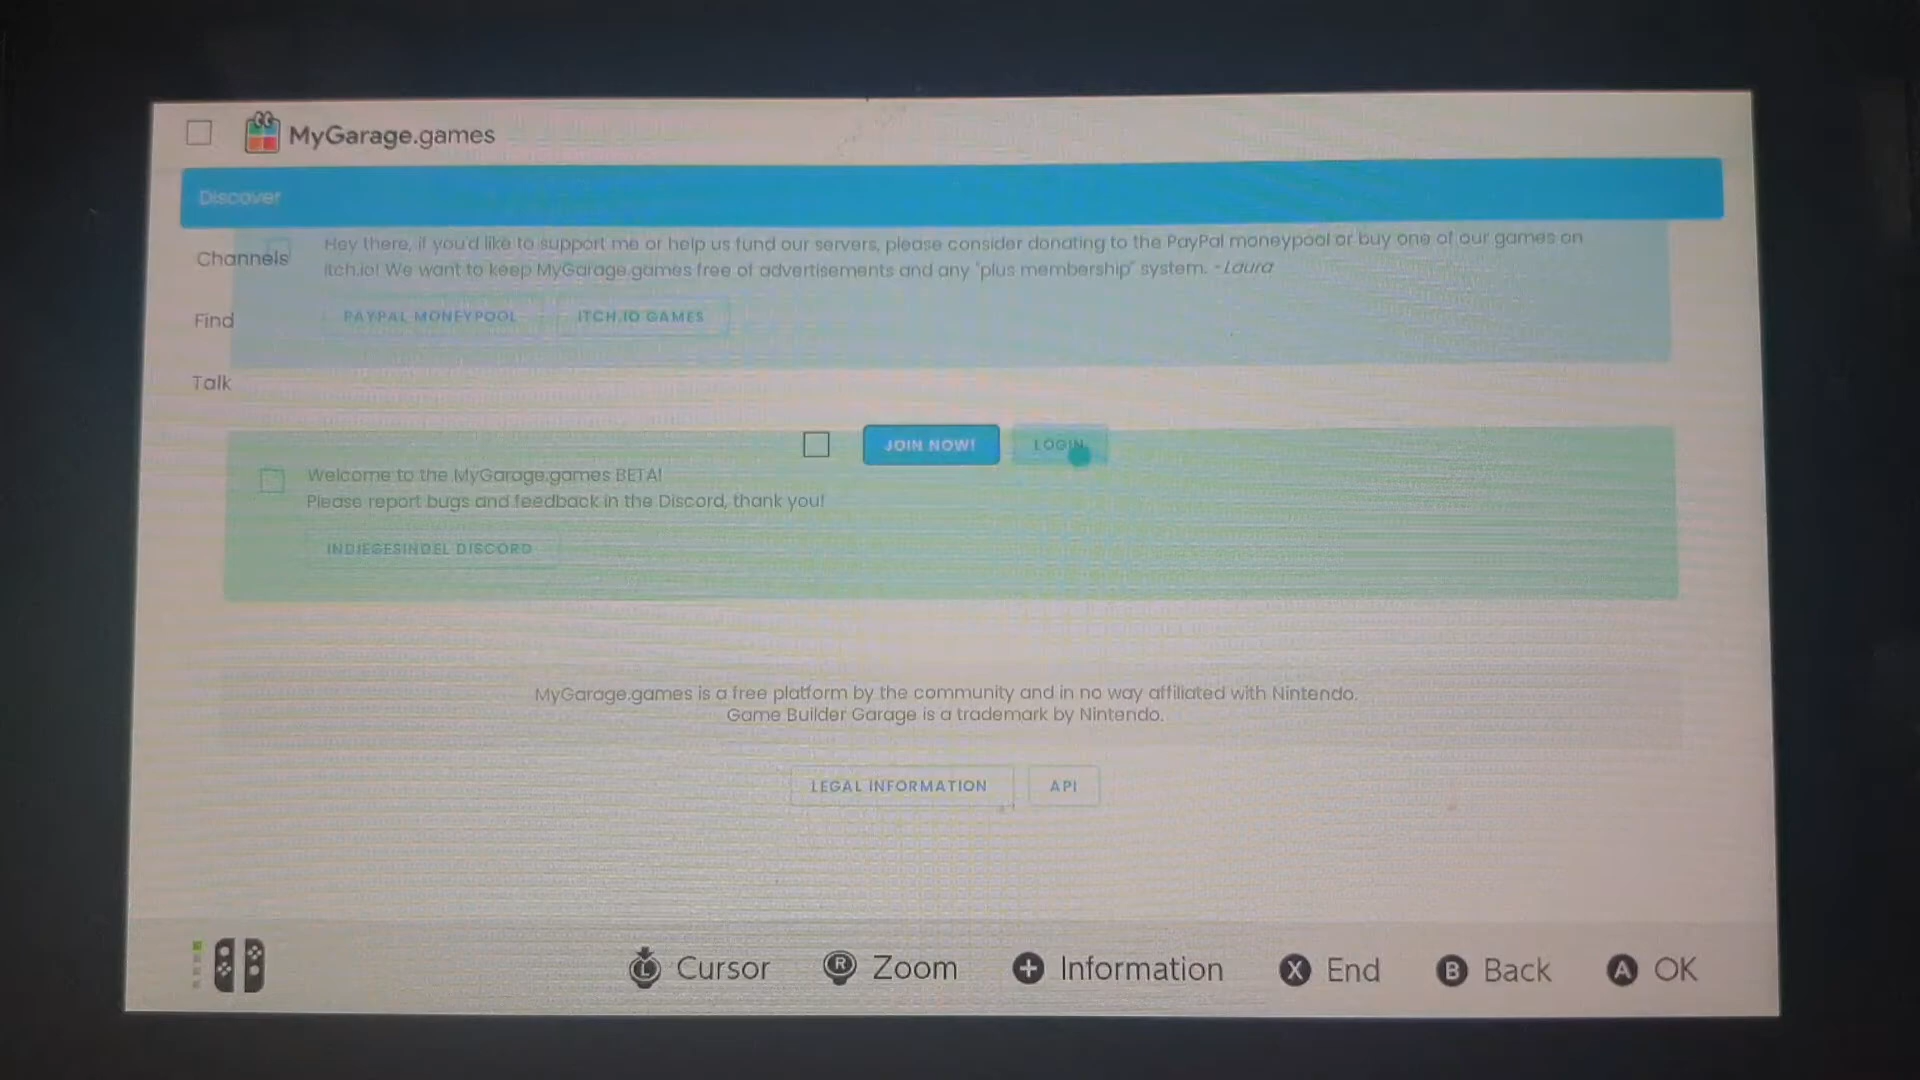 MyGarage.games
Discover
Channels
Hey there, if you'd like to support me or help us fund our servers, please consider donating to the PayPal moneypool or buy one of our games on
itch.io! We want to keep MyGarage.games free of advertisements and any "plus membership" system. -Laura
Find
PAYPAL MONEYPOOL
ITCH.IO GAMES
Talk
JOIN NOW!
LOGIN
Welcome to the MyGarage.games BETA!
Please report bugs and feedback in the Discord, thank you!
INDIEGESINDEL DISCORD
MyGarage.games is a free platform by the community and in no way affiliated with Nintendo.
Game Builder Garage is a trademark by Nintendo.
LEGAL INFORMATION
API
L Cursor
R Zoom
+ Information
X End
B Back
A OK